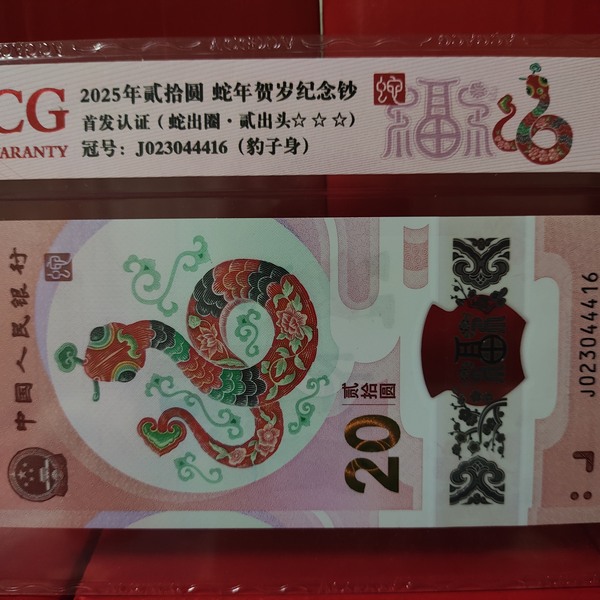 CG
ARANTY
2025年贰拾圆 蛇年贺岁纪念钞
首发认证（蛇出圈·贰出头☆☆☆）
冠号：J023044416（豹子身）
中国人民银行
贰拾圆
20
J023044416